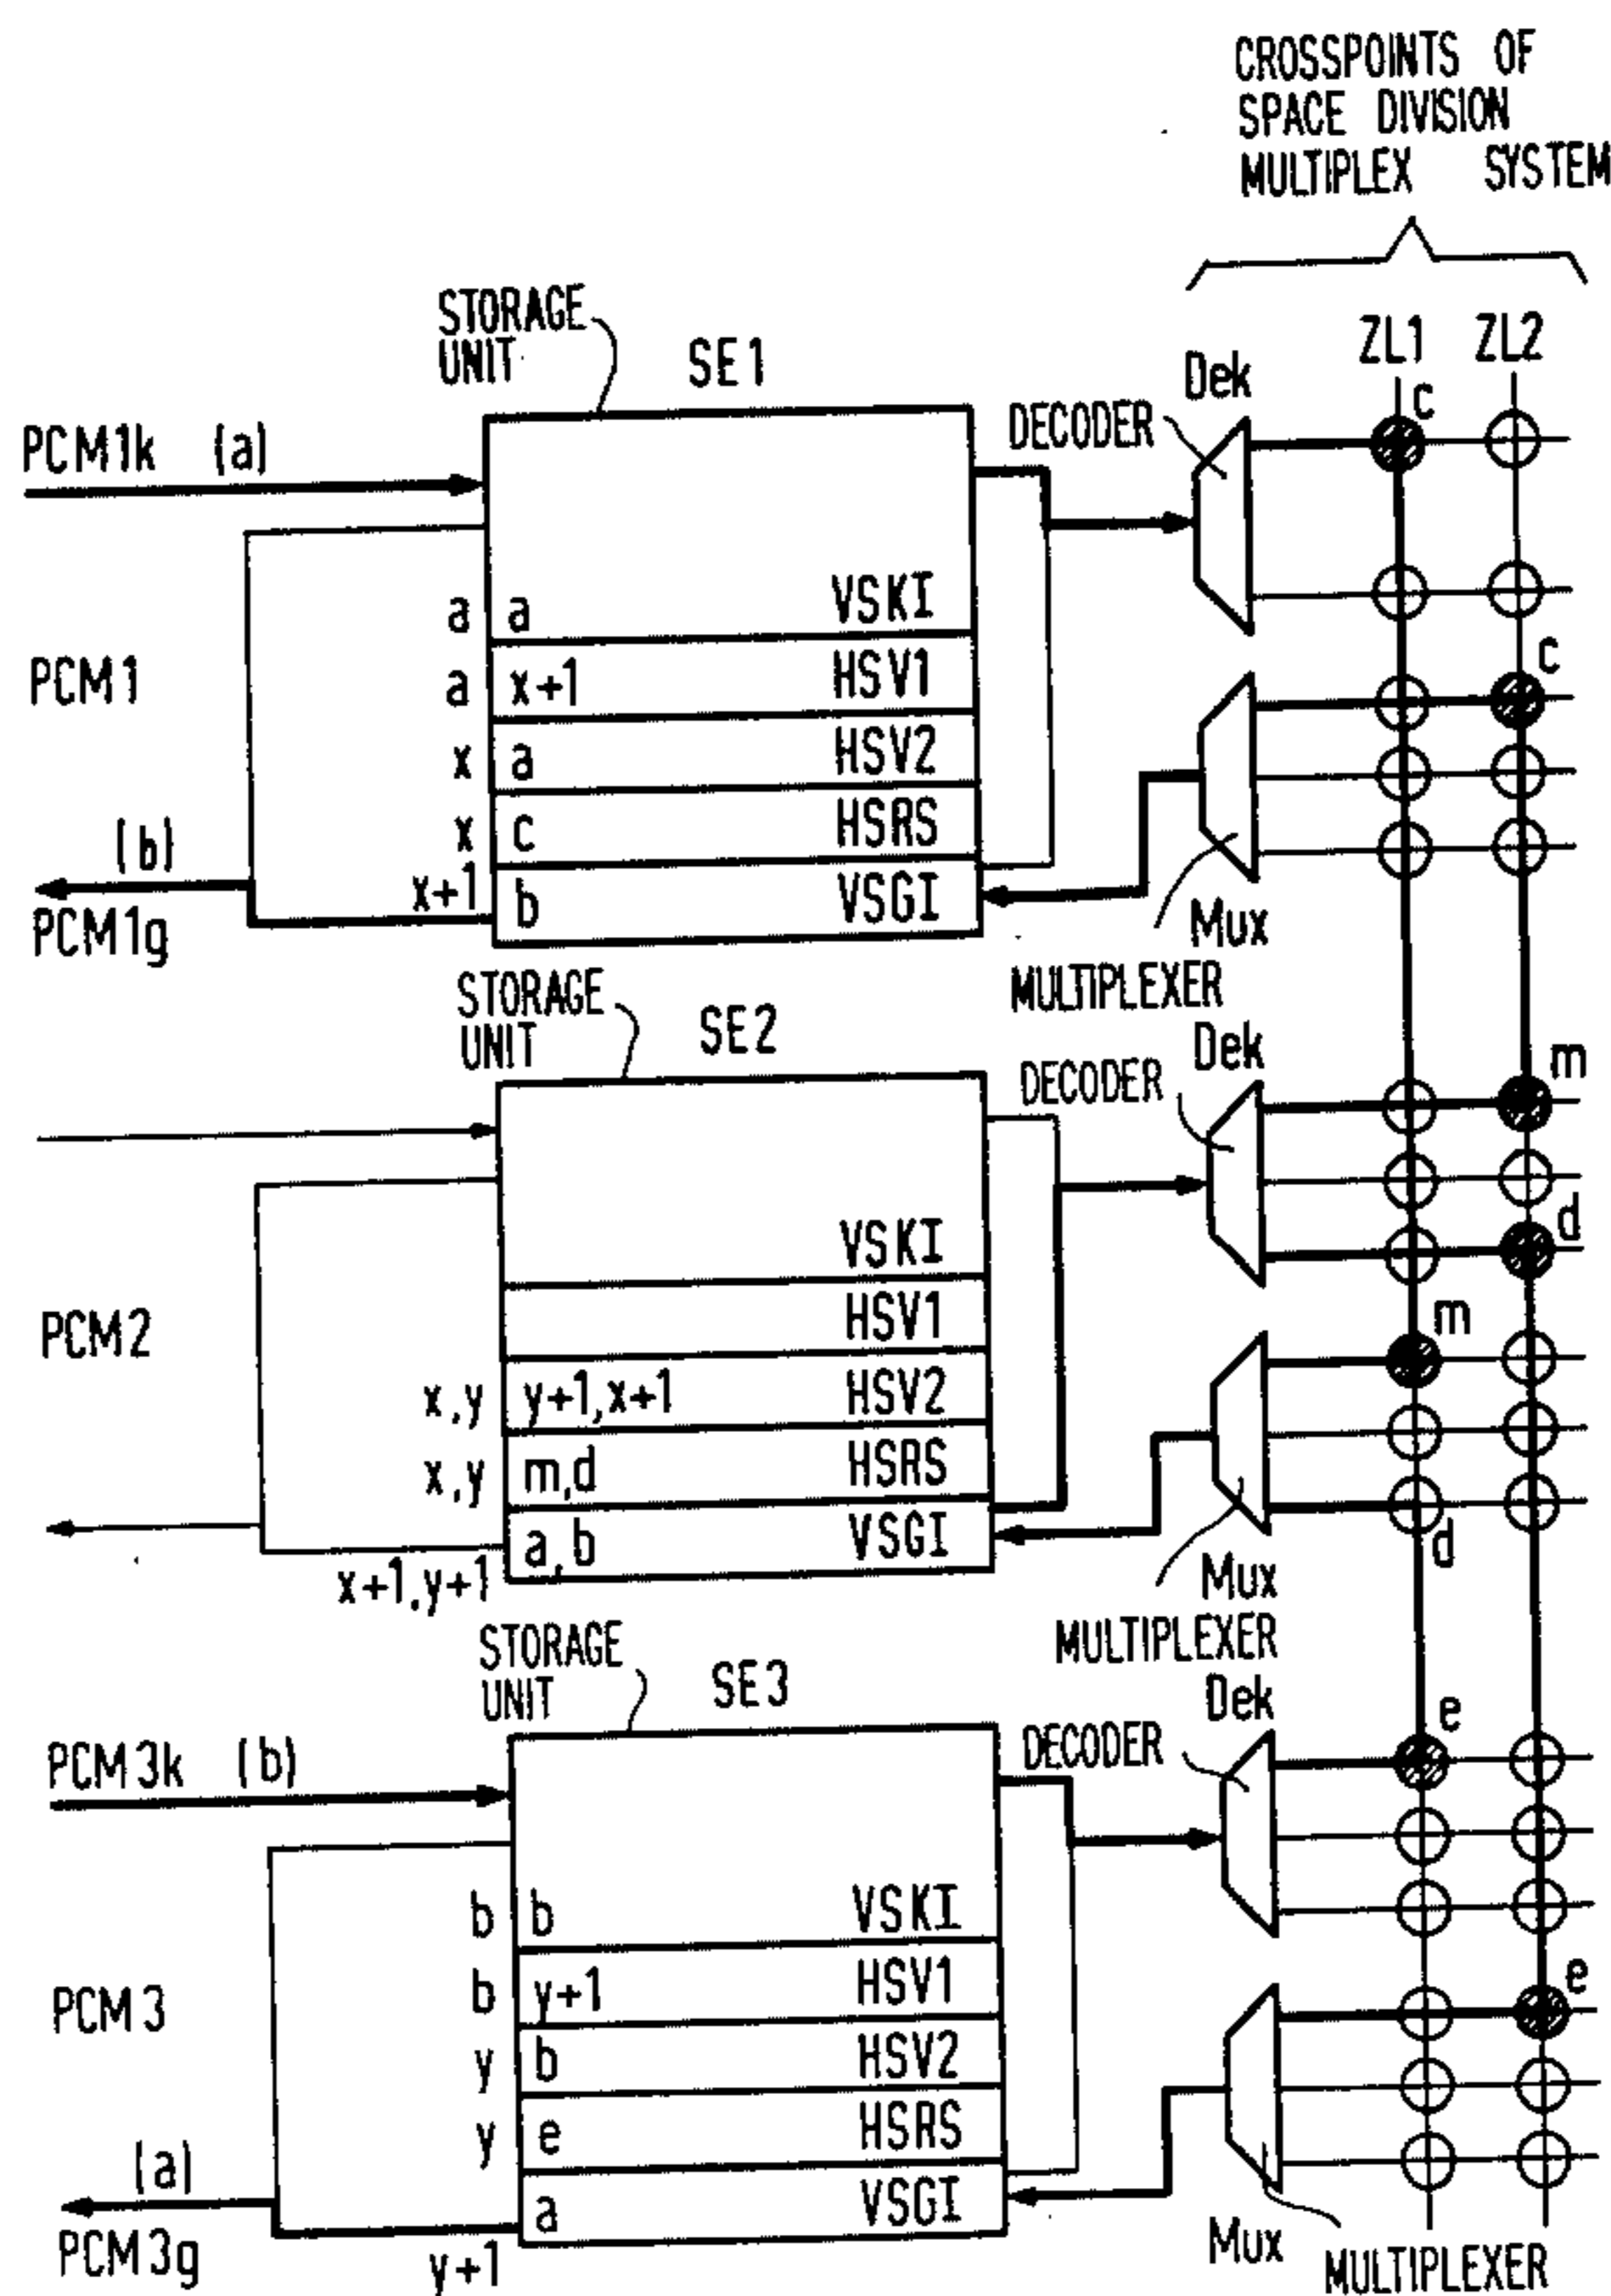 CROSSPOINTS OF
SPACE DIVISION
MULTIPLEX SYSTEM
STORAGE
UNIT
SE1
Dek
DECODER
ZL1
ZL2
c
PCM1k (a)
a a VSKI
PCM1
a x+1 HSV1
c
x a HSV2
x c HSRS
(b)
x+1 b VSGI
PCM1g
Mux
MULTIPLEXER
STORAGE
UNIT
SE2
Dek
DECODER
m
VSKI
d
PCM2
HSV1
m
x,y y+1,x+1 HSV2
x,y m,d HSRS
a,b VSGI
d
x+1,y+1
Mux
MULTIPLEXER
STORAGE
UNIT
SE3
Dek
DECODER
e
PCM3k (b)
b b VSKI
PCM3
b y+1 HSV1
e
y b HSV2
y e HSRS
(a)
a VSGI
PCM3g
y+1
Mux
MULTIPLEXER